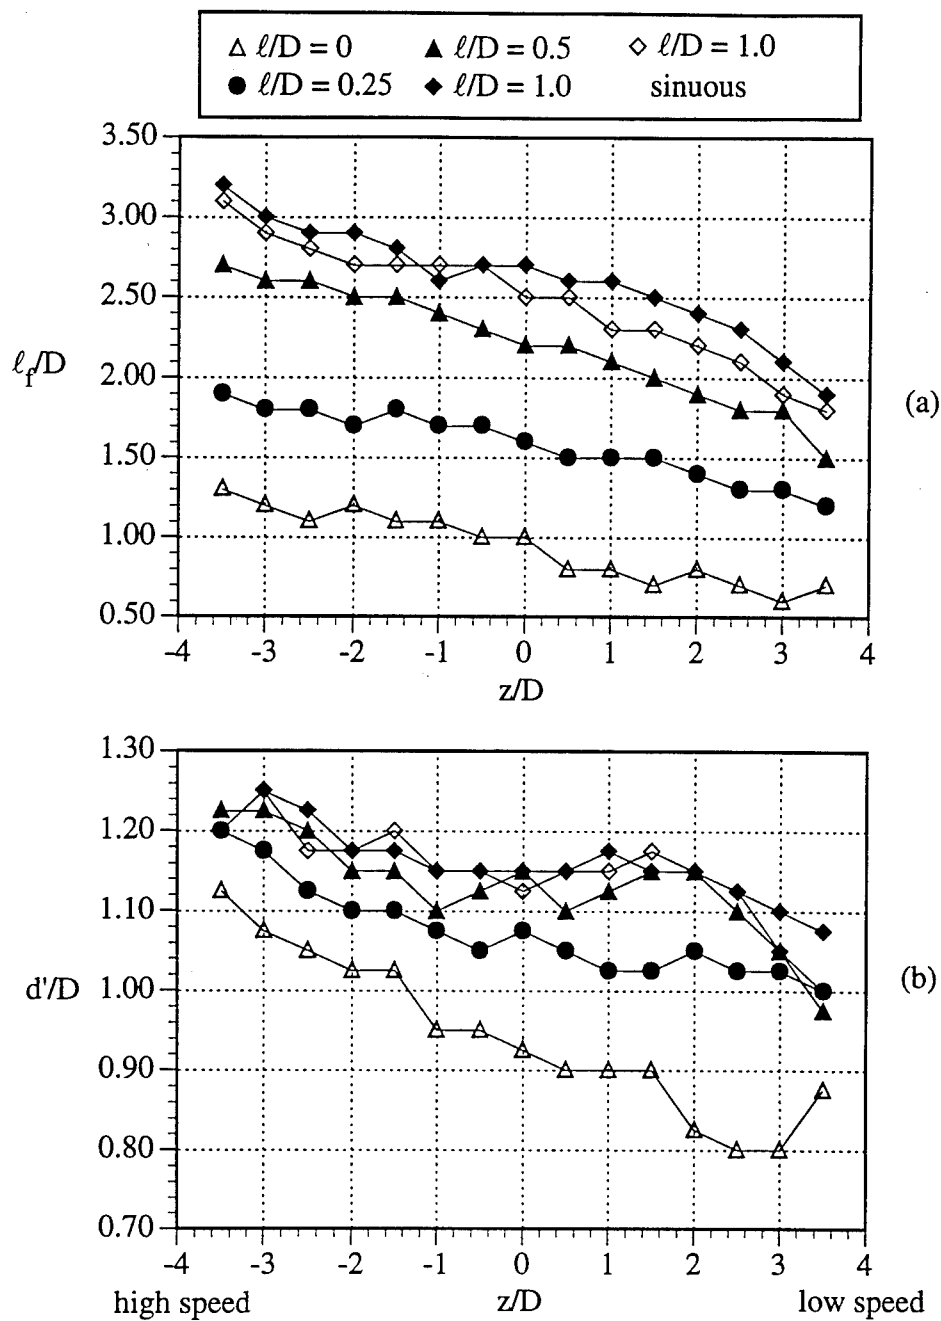 ℓ/D = 0 ℓ/D = 0.5 ℓ/D = 1.0
ℓ/D = 0.25 ℓ/D = 1.0 sinuous
3.50
3.00
2.50
ℓf/D
2.00
(a)
1.50
1.00
0.50
-4 -3 -2 -1 0 1 2 3 4
z/D
1.30
1.20
1.10
d'/D
1.00
(b)
0.90
0.80
0.70
-4 -3 -2 -1 0 1 2 3 4
high speed z/D low speed